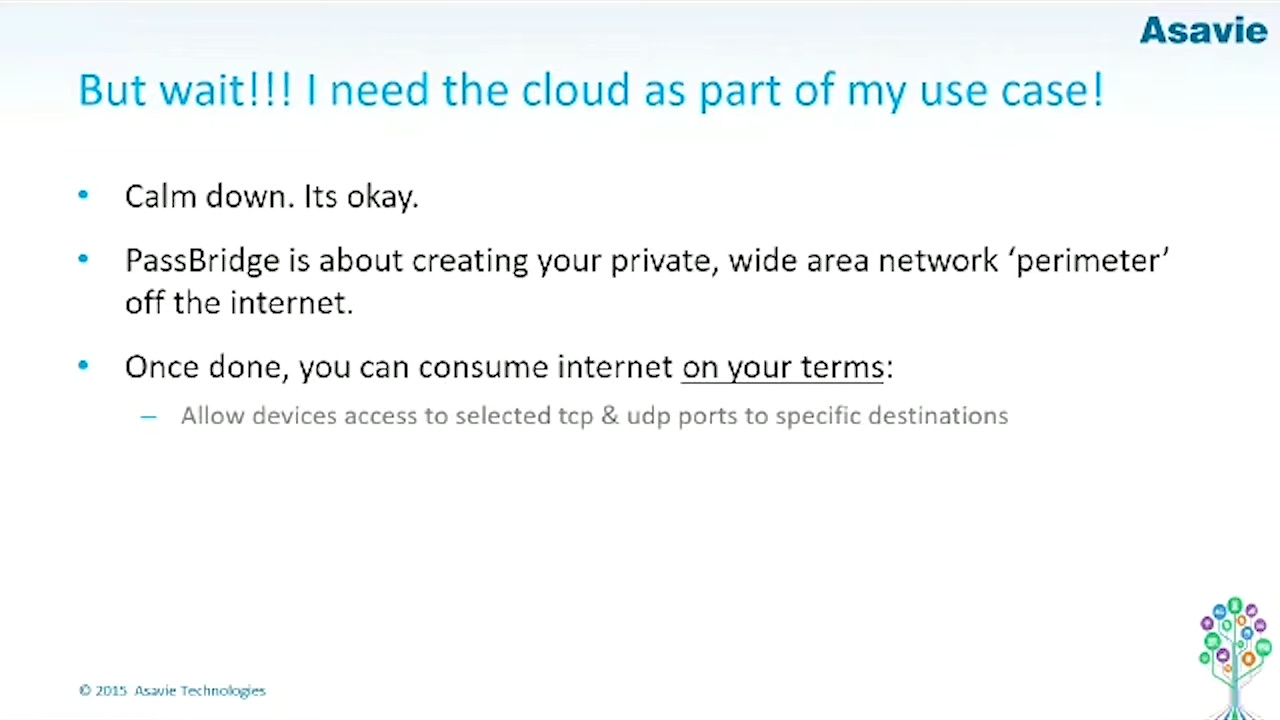 Asavie
But wait!!! I need the cloud as part of my use case!
• Calm down. Its okay.
• PassBridge is about creating your private, wide area network ‘perimeter’
off the internet.
• Once done, you can consume internet on your terms:
– Allow devices access to selected tcp & udp ports to specific destinations
© 2015 Asavie Technologies